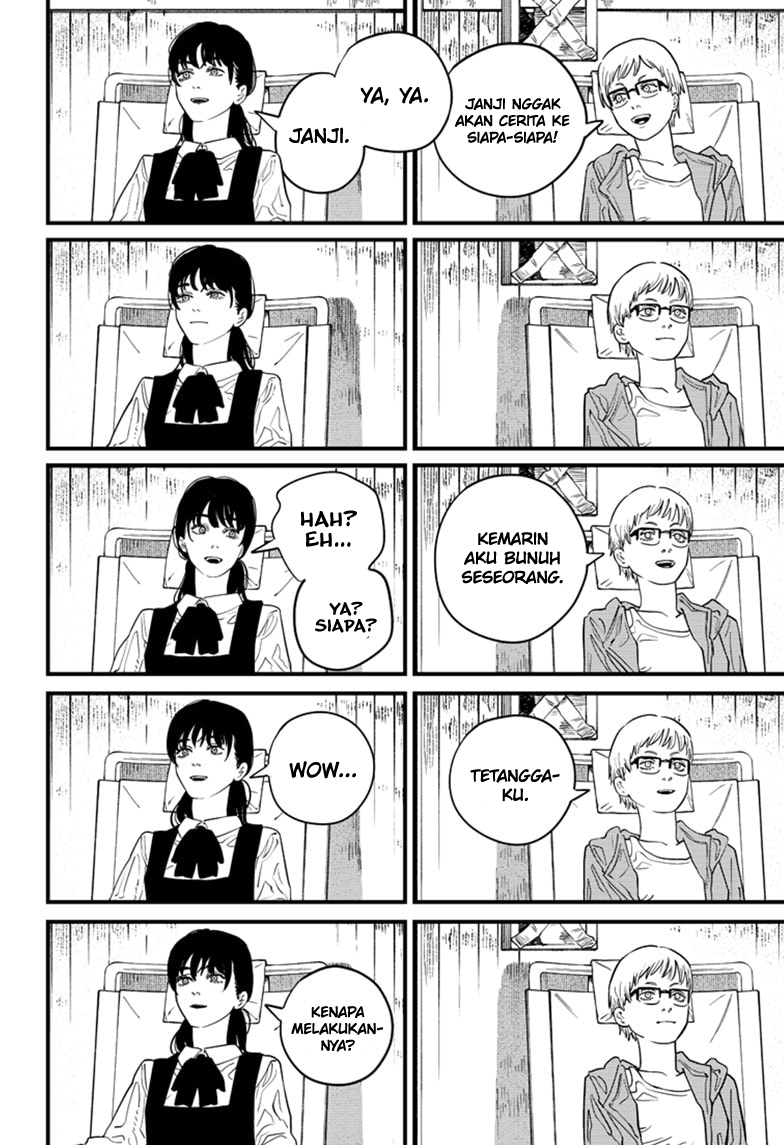 JANJI NGGAK
AKAN CERITA KE
SIAPA-SIAPA!
YA, YA.
JANJI.
KEMARIN
AKU BUNUH
SESEORANG.
HAH?
EH...
YA?
SIAPA?
TETANGGA-
KU.
WOW...
KENAPA
MELAKUKAN-
NYA?